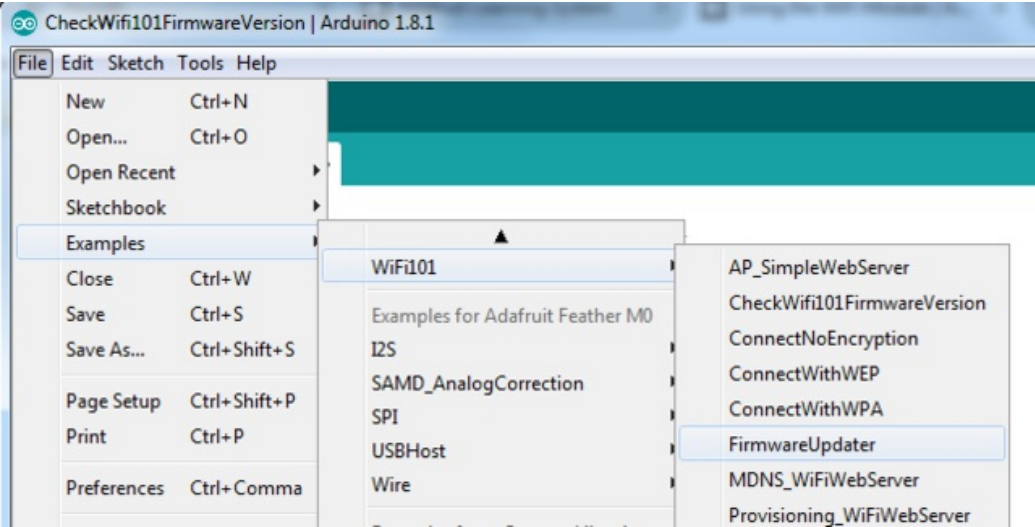 CheckWifi101FirmwareVersion | Arduino 1.8.1
File Edit Sketch Tools Help
New Ctrl+N
Open... Ctrl+O
Open Recent
Sketchbook
Examples
Close Ctrl+W
Save Ctrl+S
Save As... Ctrl+Shift+S
Page Setup Ctrl+Shift+P
Print Ctrl+P
Preferences Ctrl+Comma
WiFi101
Examples for Adafruit Feather M0
I2S
SAMD_AnalogCorrection
SPI
USBHost
Wire
AP_SimpleWebServer
CheckWifi101FirmwareVersion
ConnectNoEncryption
ConnectWithWEP
ConnectWithWPA
FirmwareUpdater
MDNS_WiFiWebServer
Provisioning_WiFiWebServer